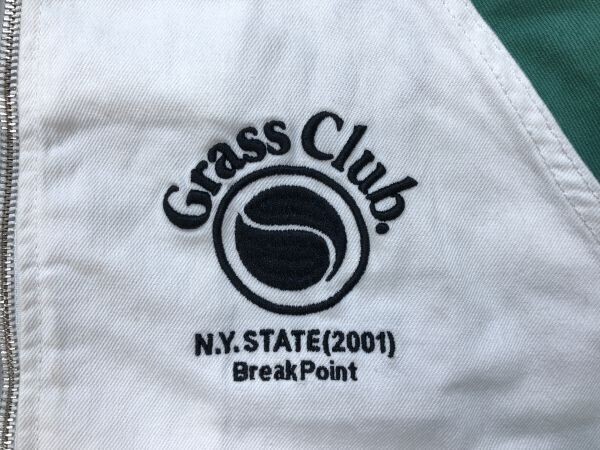 Grass Club.
N.Y. STATE(2001)
BreakPoint